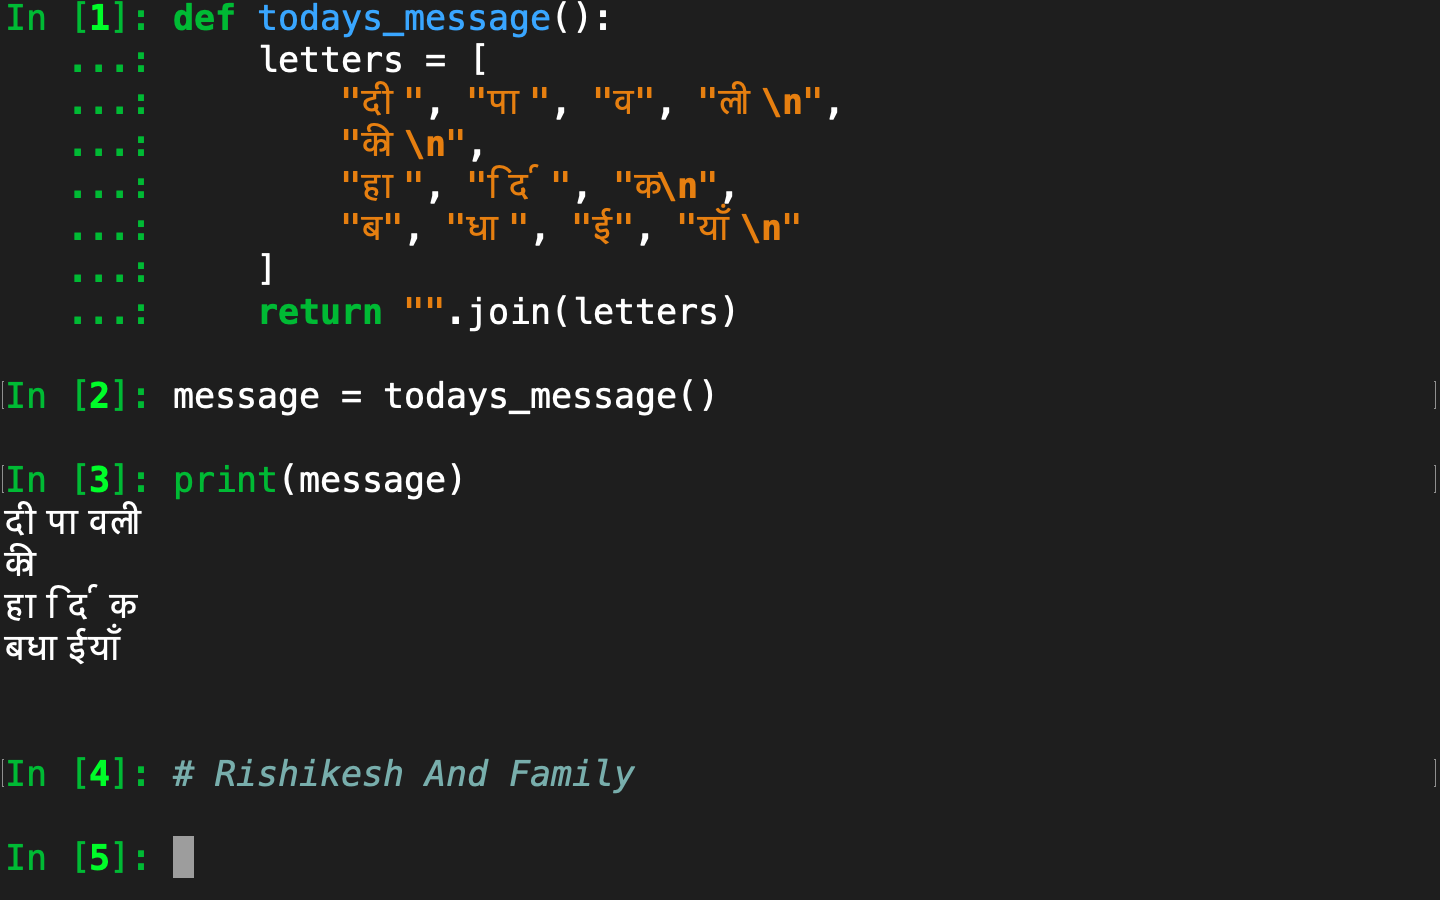 In [1]: def todays_message():
   ...:     letters = [
   ...:         "दी", "पा", "व", "ली\n",
   ...:         "की\n",
   ...:         "हा", "र्दि", "क\n",
   ...:         "ब", "धा", "ई", "याँ\n"
   ...:     ]
   ...:     return "".join(letters)
In [2]: message = todays_message()
In [3]: print(message)
दीपावली
की
हार्दिक
बधाईयाँ
In [4]: # Rishikesh And Family
In [5]: